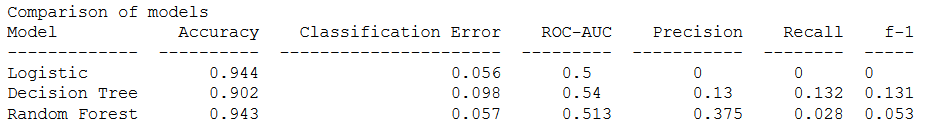 Comparison of models
Model Accuracy Classification Error ROC-AUC Precision Recall f-1
------------- ---------- ---------------------- --------- ----------- -------- -----
Logistic 0.944 0.056 0.5 0 0 0
Decision Tree 0.902 0.098 0.54 0.13 0.132 0.131
Random Forest 0.943 0.057 0.513 0.375 0.028 0.053